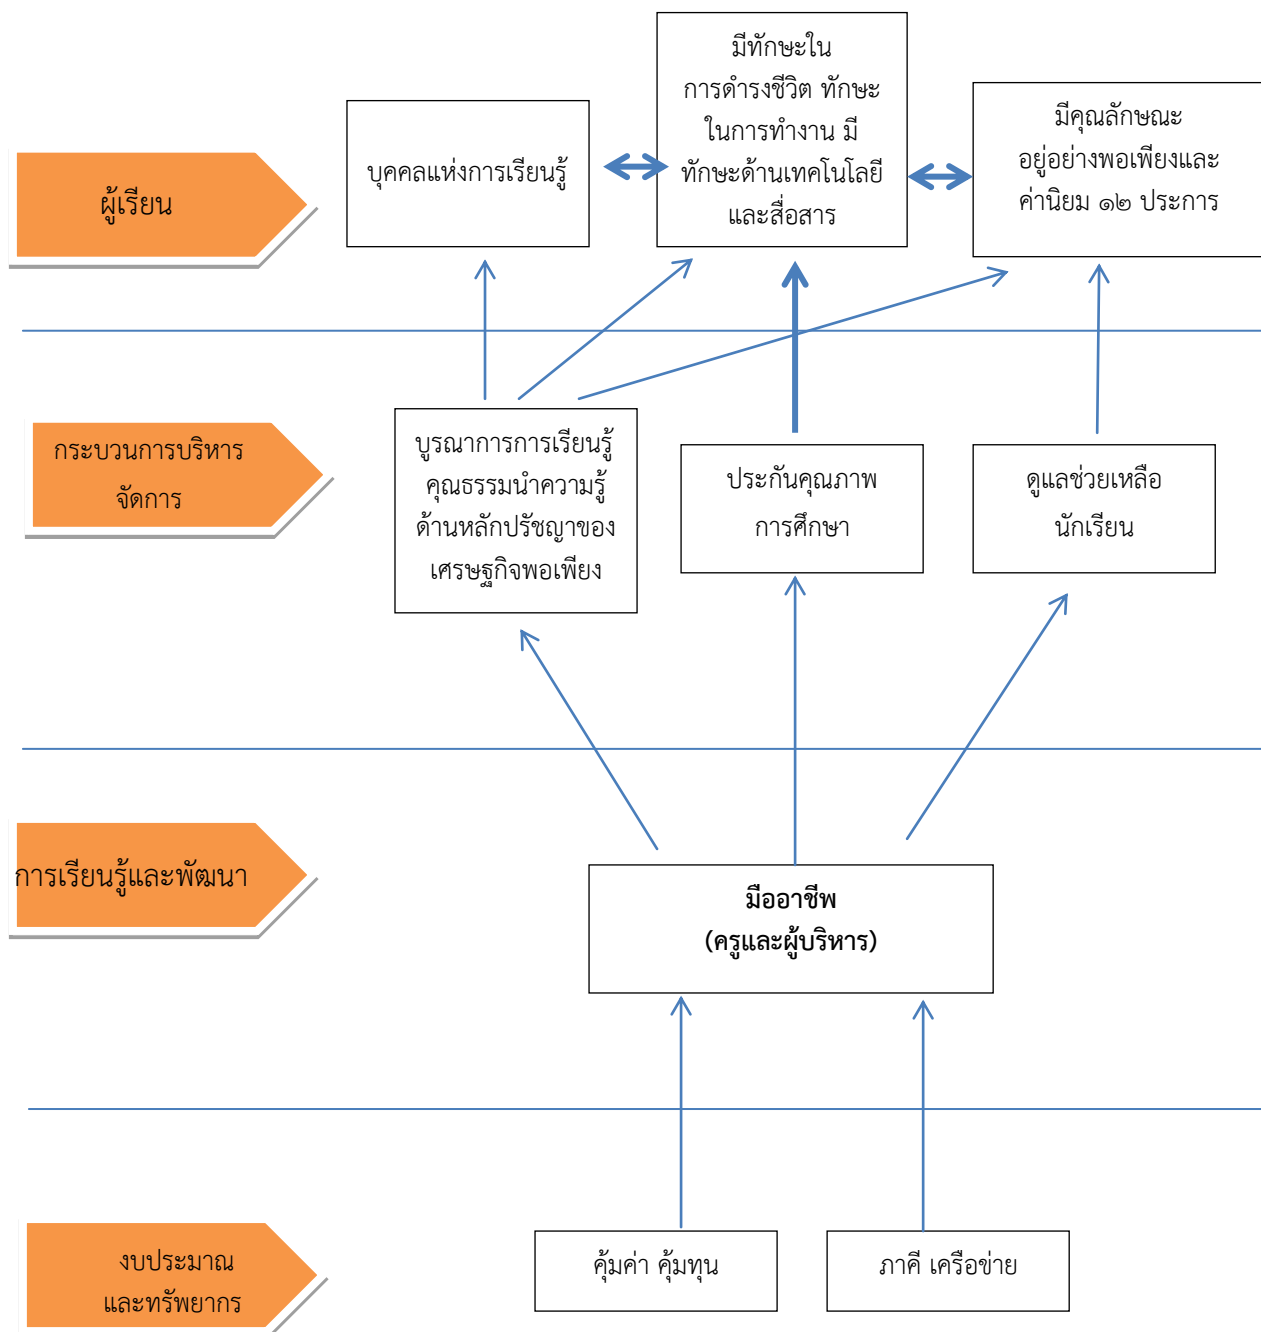 มีทักษะใน
การดำรงชีวิต ทักษะ
ในการทำงาน มี
ทักษะด้านเทคโนโลยี
และสื่อสาร
บุคคลแห่งการเรียนรู้
มีคุณลักษณะ
อยู่อย่างพอเพียงและ
ค่านิยม ๑๒ ประการ
ผู้เรียน
กระบวนการบริหาร
จัดการ
บูรณาการการเรียนรู้
คุณธรรมนำความรู้
ด้านหลักปรัชญาของ
เศรษฐกิจพอเพียง
ประกันคุณภาพ
การศึกษา
ดูแลช่วยเหลือ
นักเรียน
การเรียนรู้และพัฒนา
มืออาชีพ
(ครูและผู้บริหาร)
งบประมาณ
และทรัพยากร
คุ้มค่า คุ้มทุน
ภาคี เครือข่าย